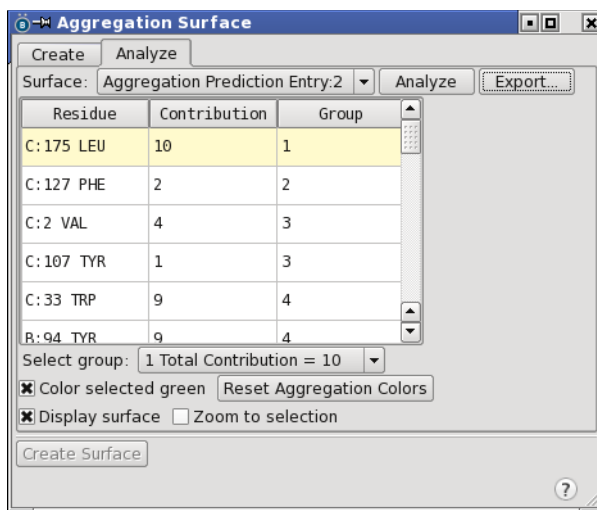 Aggregation Surface
Create Analyze
Surface: Aggregation Prediction Entry:2 Analyze Export...
Residue Contribution Group
C:175 LEU 10 1
C:127 PHE 2 2
C:2 VAL 4 3
C:107 TYR 1 3
C:33 TRP 9 4
B:94 TYR 9 4
Select group: 1 Total Contribution = 10
Color selected green Reset Aggregation Colors
Display surface Zoom to selection
Create Surface
?